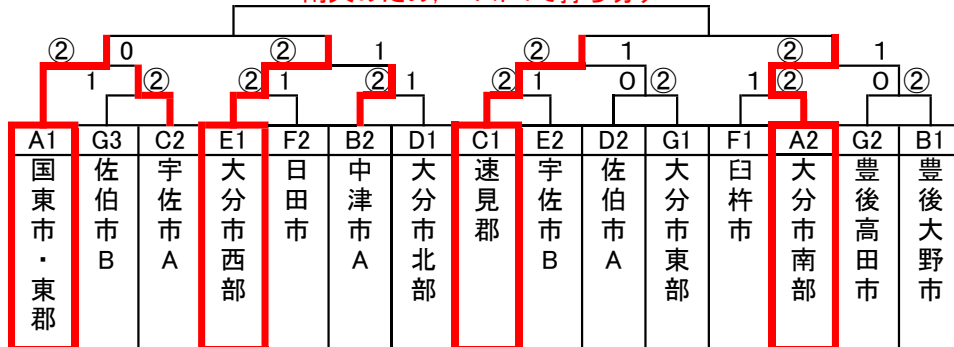 ② 0 ② 1 ② 1 ② 1
1 ② ② 1 ② 1 ② 1 0 ② 1 ② 0 ②
A1 G3 C2 E1 F2 B2 D1 C1 E2 D2 G1 F1 A2 G2 B1
国東市・東郡
佐伯市B
宇佐市A
大分市西部
日田市
中津市A
大分市北部
速見郡
宇佐市B
佐伯市A
大分市東部
臼杵市
大分市南部
豊後高田市
豊後大野市